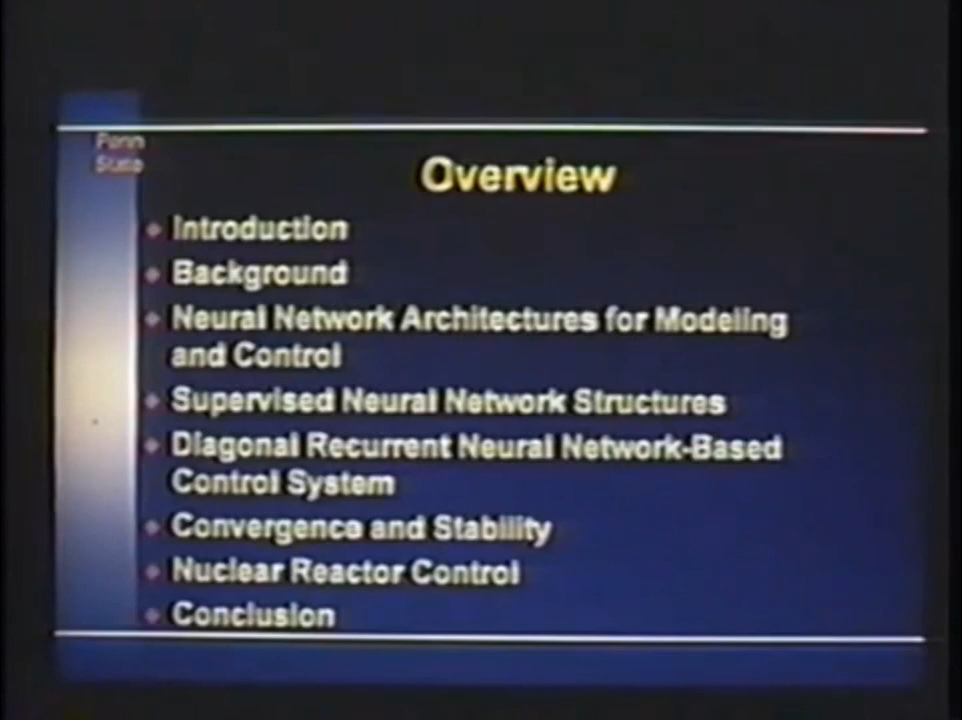 Penn
State
Overview
Introduction
Background
Neural Network Architectures for Modeling
and Control
Supervised Neural Network Structures
Diagonal Recurrent Neural Network-Based
Control System
Convergence and Stability
Nuclear Reactor Control
Conclusion